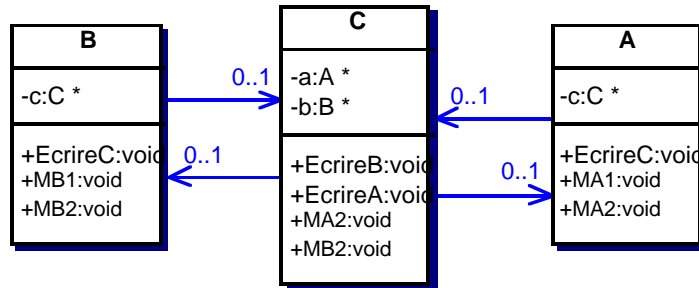 B
-c:C *
+EcrireC:void
+MB1:void
+MB2:void
0..1
0..1
C
-a:A *
-b:B *
+EcrireB:void
+EcrireA:void
+MA2:void
+MB2:void
0..1
0..1
A
-c:C *
+EcrireC:void
+MA1:void
+MA2:void